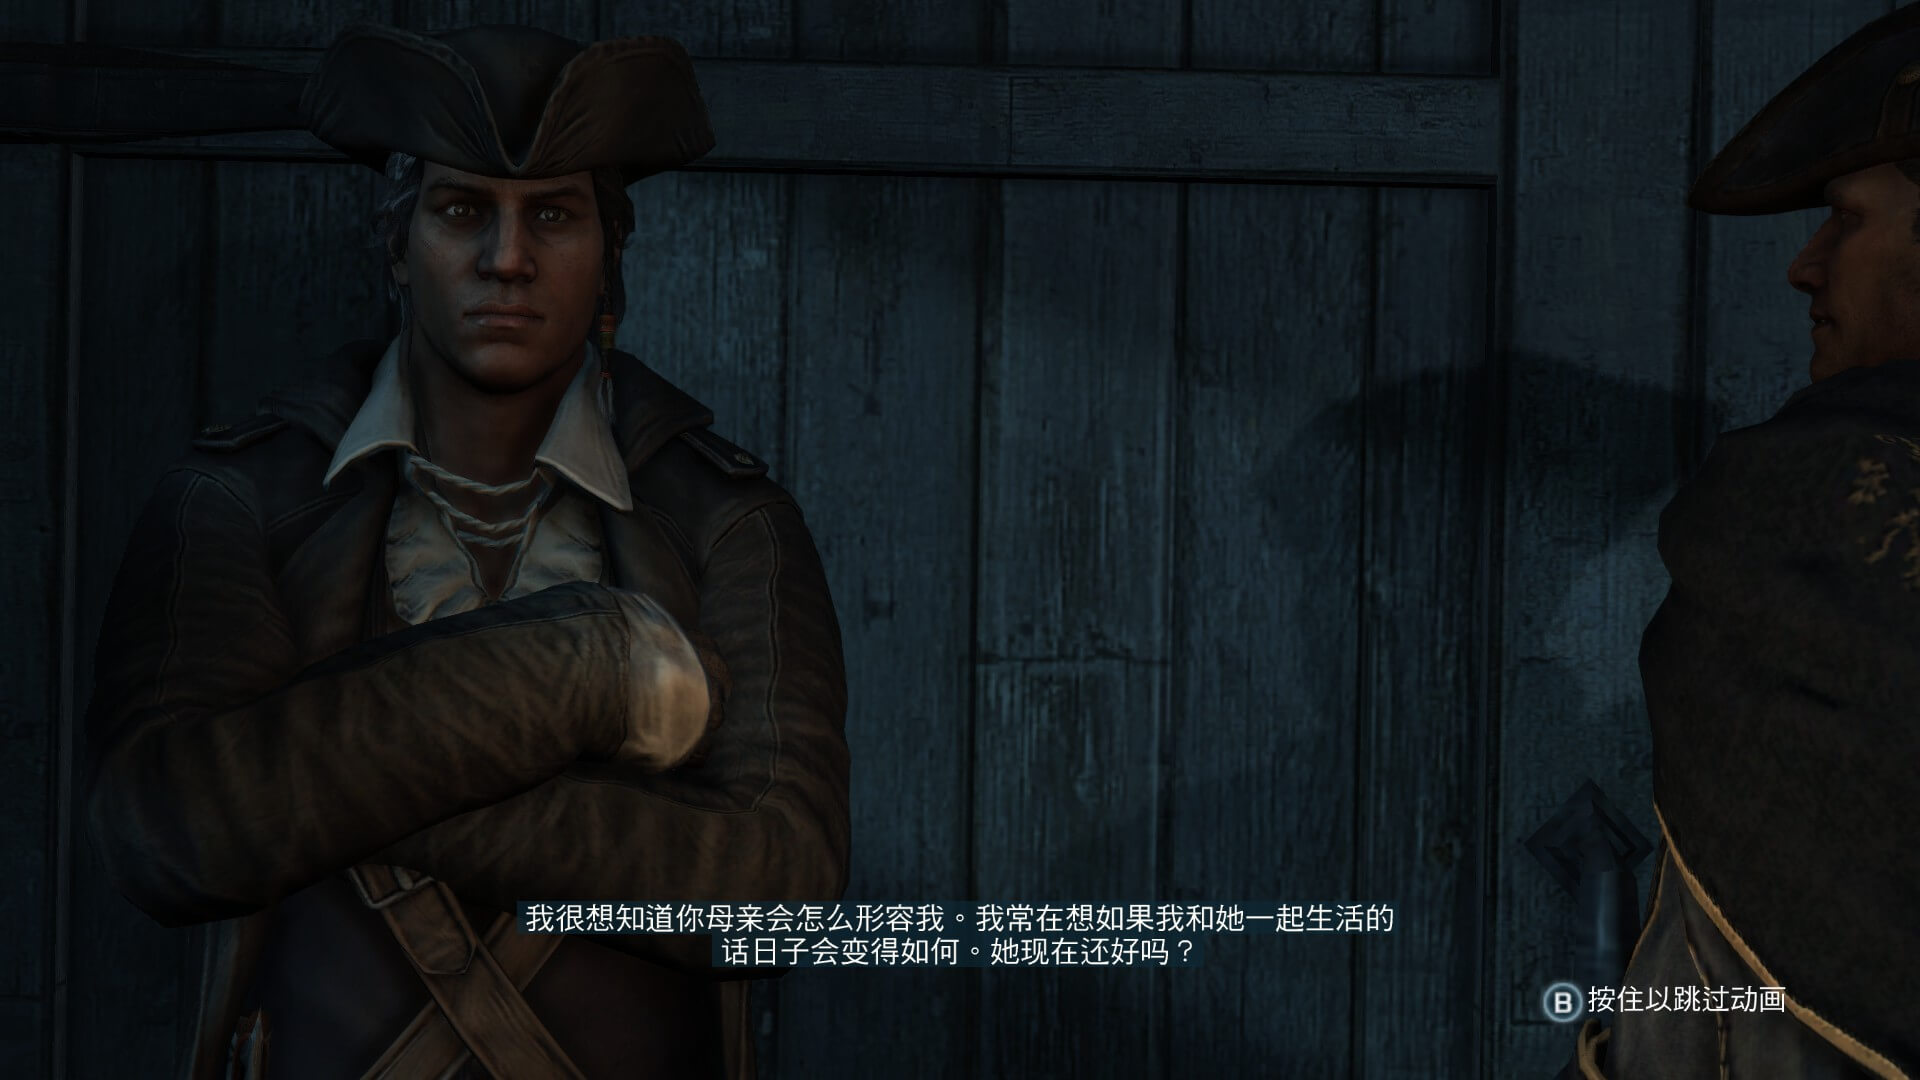 我很想知道你母亲会怎么形容我。我常在想如果我和她一起生活的
话日子会变得如何。她现在还好吗？
B 按住以跳过动画